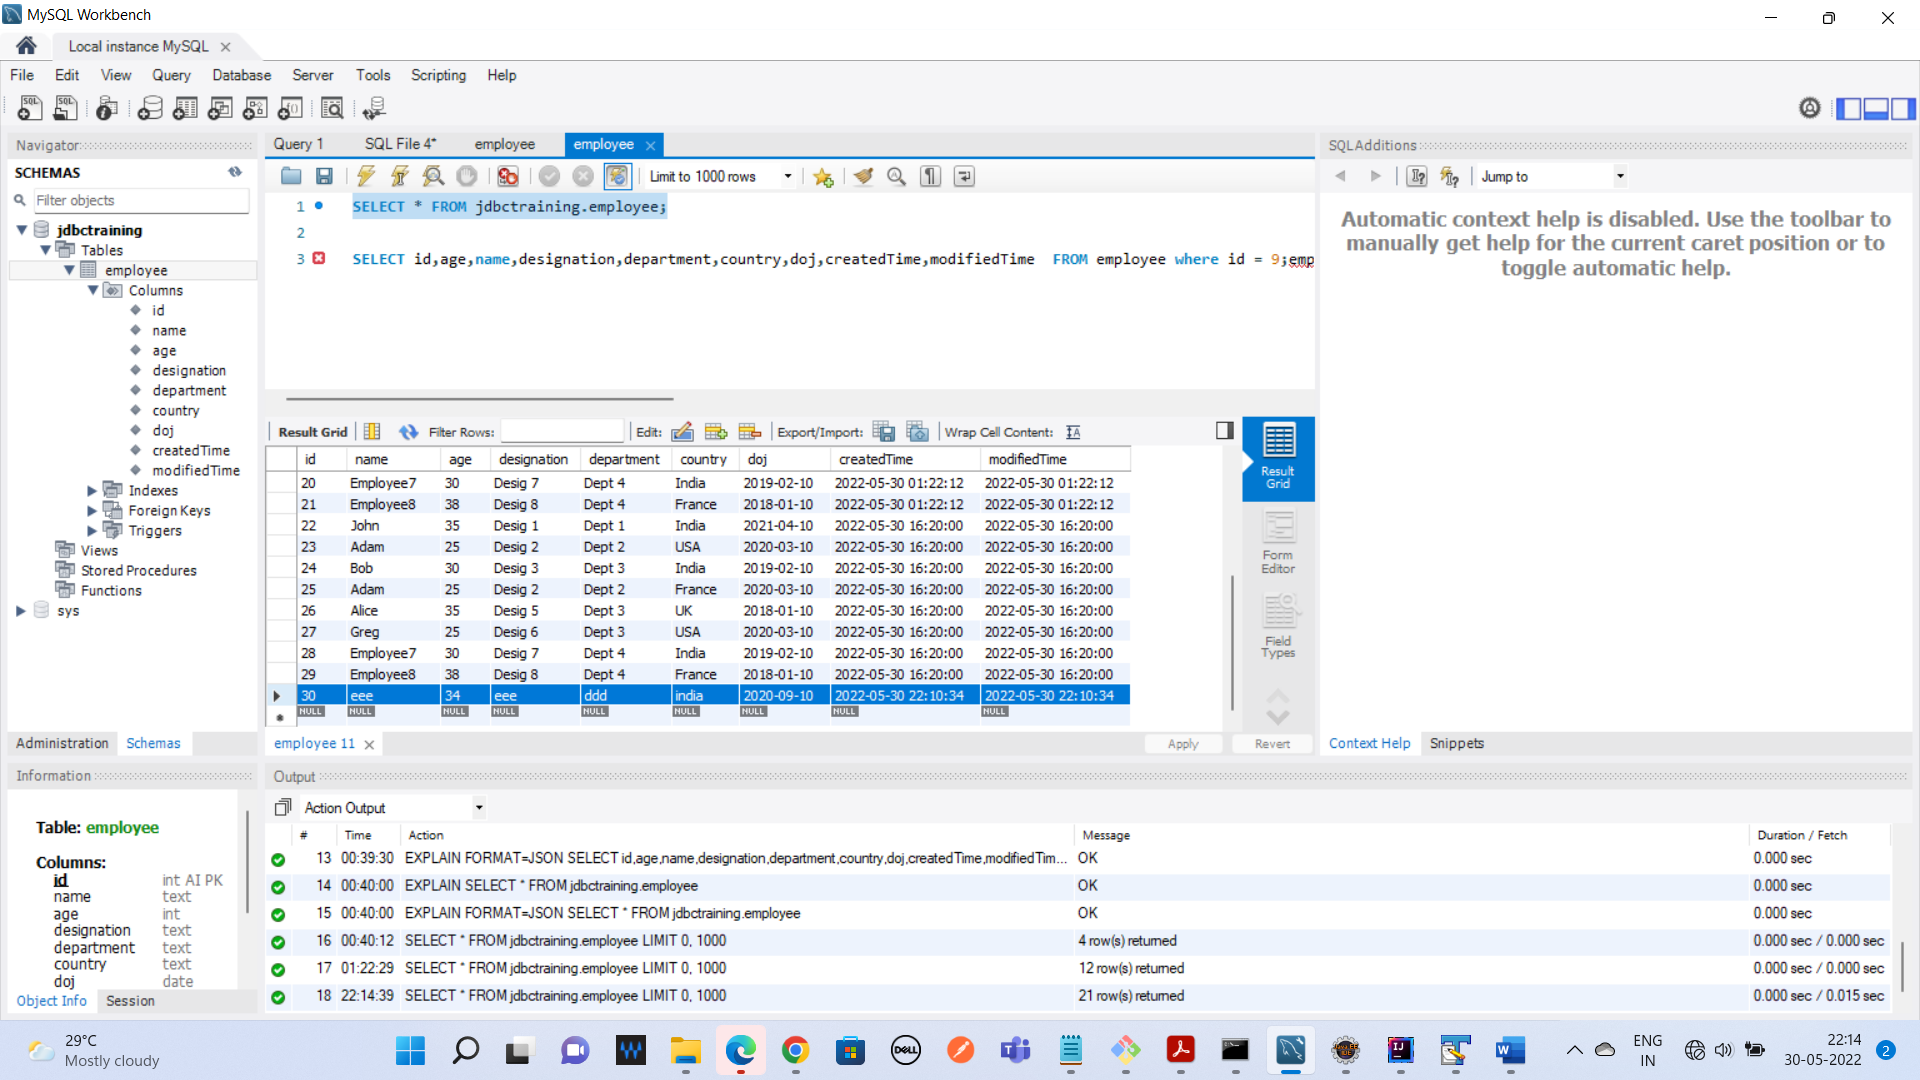 MySQL Workbench
Local instance MySQL
File Edit View Query Database Server Tools Scripting Help
Navigator
SCHEMAS
Filter objects
jdbctraining
Tables
employee
Columns
id
name
age
designation
department
country
doj
createdTime
modifiedTime
Indexes
Foreign Keys
Triggers
Views
Stored Procedures
Functions
sys
Administration Schemas
Information
Table: employee
Columns:
id int AI PK
name text
age int
designation text
department text
country text
doj date
Object Info Session
Query 1 SQL File 4* employee employee
Limit to 1000 rows
1 SELECT * FROM jdbctraining.employee;
2
3 SELECT id,age,name,designation,department,country,doj,createdTime,modifiedTime FROM employee where id = 9;emp
Result Grid Filter Rows: Edit: Export/Import: Wrap Cell Content:
id name age designation department country doj createdTime modifiedTime
20 Employee7 30 Desig 7 Dept 4 India 2019-02-10 2022-05-30 01:22:12 2022-05-30 01:22:12
21 Employee8 38 Desig 8 Dept 4 France 2018-01-10 2022-05-30 01:22:12 2022-05-30 01:22:12
22 John 35 Desig 1 Dept 1 India 2021-04-10 2022-05-30 16:20:00 2022-05-30 16:20:00
23 Adam 25 Desig 2 Dept 2 USA 2020-03-10 2022-05-30 16:20:00 2022-05-30 16:20:00
24 Bob 30 Desig 3 Dept 3 India 2019-02-10 2022-05-30 16:20:00 2022-05-30 16:20:00
25 Adam 25 Desig 2 Dept 2 France 2020-03-10 2022-05-30 16:20:00 2022-05-30 16:20:00
26 Alice 35 Desig 5 Dept 3 UK 2018-01-10 2022-05-30 16:20:00 2022-05-30 16:20:00
27 Greg 25 Desig 6 Dept 3 USA 2020-03-10 2022-05-30 16:20:00 2022-05-30 16:20:00
28 Employee7 30 Desig 7 Dept 4 India 2019-02-10 2022-05-30 16:20:00 2022-05-30 16:20:00
29 Employee8 38 Desig 8 Dept 4 France 2018-01-10 2022-05-30 16:20:00 2022-05-30 16:20:00
30 eee 34 eee ddd india 2020-09-10 2022-05-30 22:10:34 2022-05-30 22:10:34
NULL NULL NULL NULL NULL NULL NULL NULL NULL
Result Grid
Form Editor
Field Types
employee 11 Apply Revert
SQLAdditions
Jump to
Automatic context help is disabled. Use the toolbar to
manually get help for the current caret position or to
toggle automatic help.
Context Help Snippets
Output
Action Output
# Time Action Message Duration / Fetch
13 00:39:30 EXPLAIN FORMAT=JSON SELECT id,age,name,designation,department,country,doj,createdTime,modifiedTim... OK 0.000 sec
14 00:40:00 EXPLAIN SELECT * FROM jdbctraining.employee OK 0.000 sec
15 00:40:00 EXPLAIN FORMAT=JSON SELECT * FROM jdbctraining.employee OK 0.000 sec
16 00:40:12 SELECT * FROM jdbctraining.employee LIMIT 0, 1000 4 row(s) returned 0.000 sec / 0.000 sec
17 01:22:29 SELECT * FROM jdbctraining.employee LIMIT 0, 1000 12 row(s) returned 0.000 sec / 0.000 sec
18 22:14:39 SELECT * FROM jdbctraining.employee LIMIT 0, 1000 21 row(s) returned 0.000 sec / 0.015 sec
29°C
Mostly cloudy
DELL
ENG
IN
22:14
30-05-2022
2